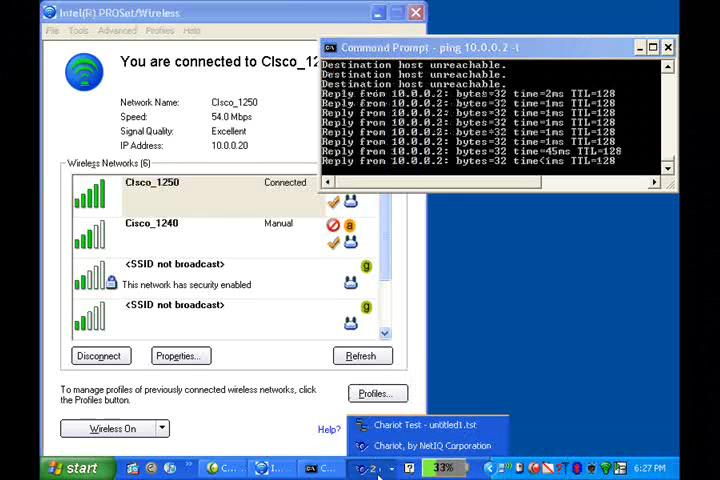 Intel(R) PROSet/Wireless
File Tools Advanced Profiles Help
You are connected to CIsco_12
Network Name: CIsco_1250
Speed: 54.0 Mbps
Signal Quality: Excellent
IP Address: 10.0.0.20
Wireless Networks (6)
CIsco_1250 Connected
CIsco_1240 Manual
a
<SSID not broadcast>
g
This network has security enabled
<SSID not broadcast>
g
Disconnect Properties... Refresh
To manage profiles of previously connected wireless networks, click
the Profiles button.
Profiles...
Wireless On Help?
Command Prompt - ping 10.0.0.2 -t
Destination host unreachable.
Destination host unreachable.
Destination host unreachable.
Reply from 10.0.0.2: bytes=32 time=2ms TTL=128
Reply from 10.0.0.2: bytes=32 time=1ms TTL=128
Reply from 10.0.0.2: bytes=32 time=1ms TTL=128
Reply from 10.0.0.2: bytes=32 time=1ms TTL=128
Reply from 10.0.0.2: bytes=32 time=1ms TTL=128
Reply from 10.0.0.2: bytes=32 time=1ms TTL=128
Reply from 10.0.0.2: bytes=32 time=45ms TTL=128
Reply from 10.0.0.2: bytes=32 time<1ms TTL=128
Chariot Test - untitled1.tst
Chariot, by NetIQ Corporation
start C... I... C... 2 33% 6:27 PM